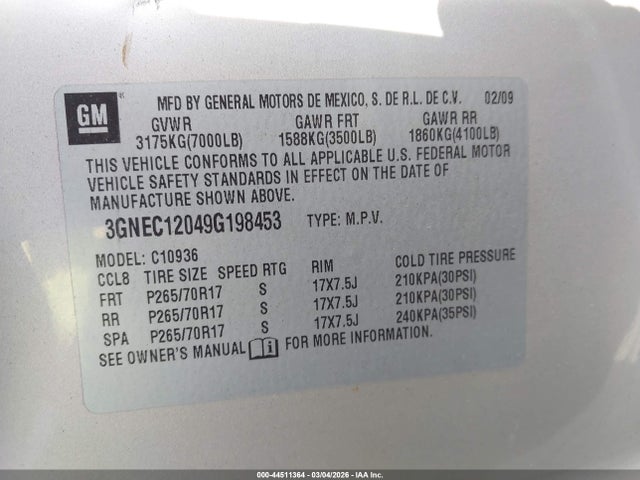 GM MFD BY GENERAL MOTORS DE MEXICO, S. DE R.L. DE C.V. 02/09
GVWR GAWR FRT GAWR RR
3175KG(7000LB) 1588KG(3500LB) 1860KG(4100LB)
THIS VEHICLE CONFORMS TO ALL APPLICABLE U.S. FEDERAL MOTOR
VEHICLE SAFETY STANDARDS IN EFFECT ON THE DATE OF
MANUFACTURE SHOWN ABOVE.
3GNEC12049G198453 TYPE: M.P.V.
MODEL: C10936
CCL8 TIRE SIZE SPEED RTG RIM COLD TIRE PRESSURE
FRT P265/70R17 S 17X7.5J 210KPA(30PSI)
RR P265/70R17 S 17X7.5J 210KPA(30PSI)
SPA P265/70R17 S 17X7.5J 240KPA(35PSI)
SEE OWNER'S MANUAL i FOR MORE INFORMATION.
000-44511364 - 03/04/2026 - IAA Inc.